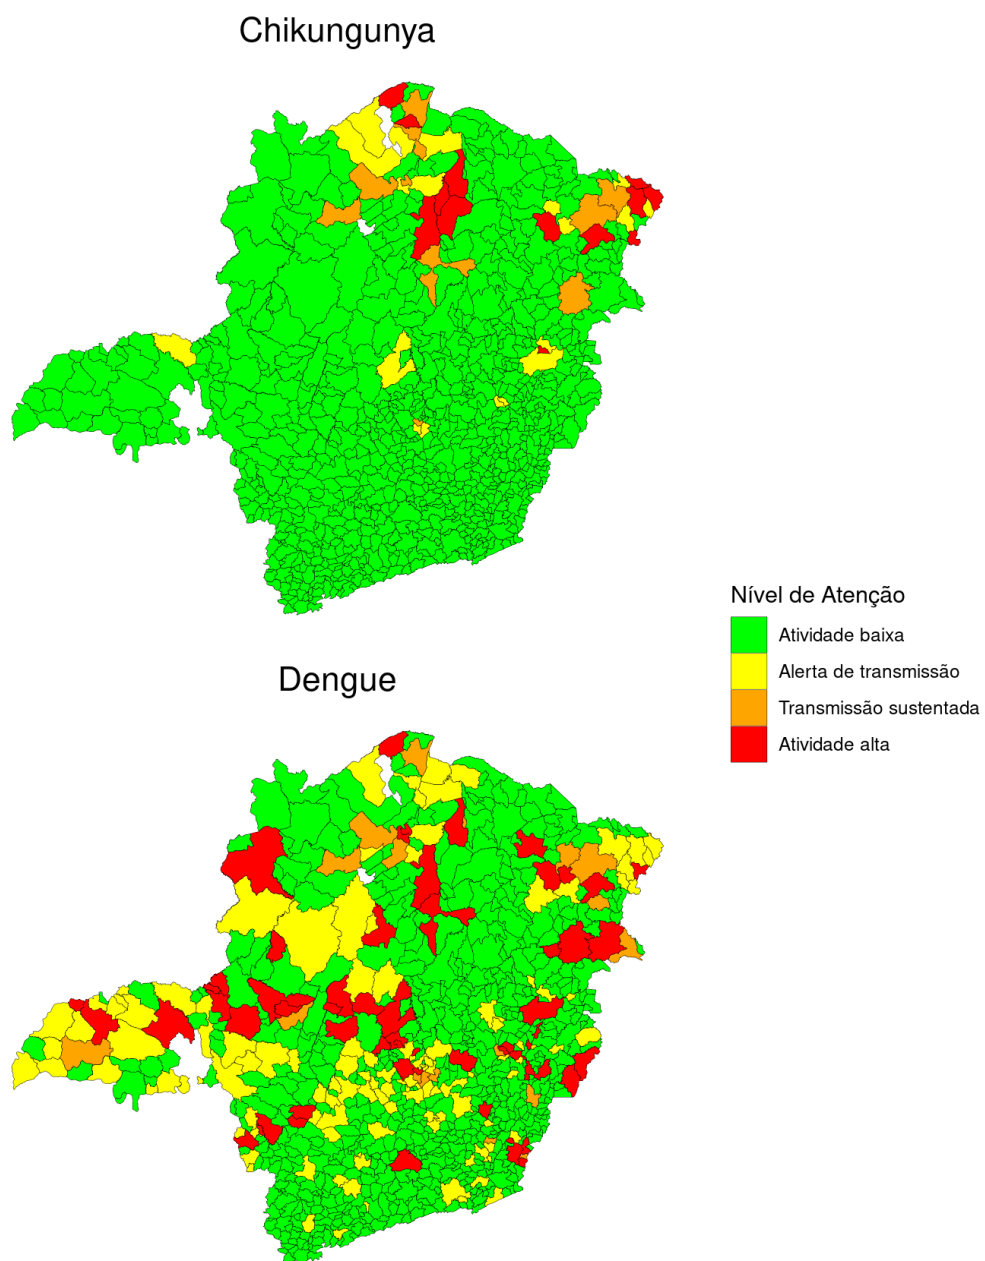 Chikungunya
Nível de Atenção
Atividade baixa
Alerta de transmissão
Transmissão sustentada
Atividade alta
Dengue